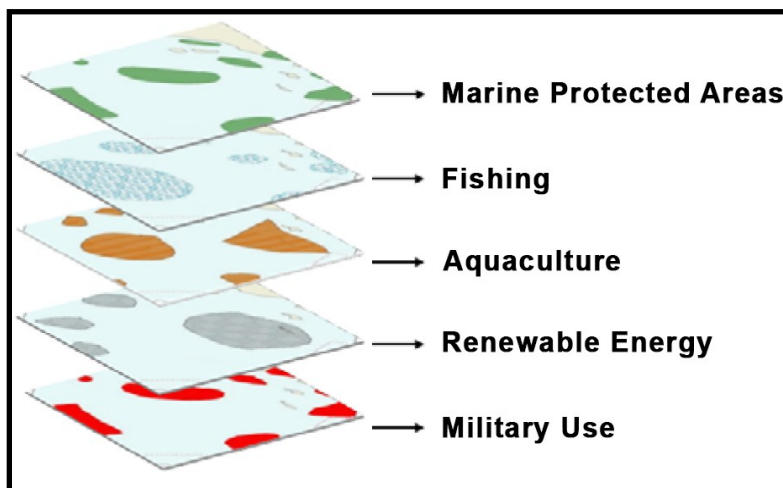 Marine Protected Areas
Fishing
Aquaculture
Renewable Energy
Military Use